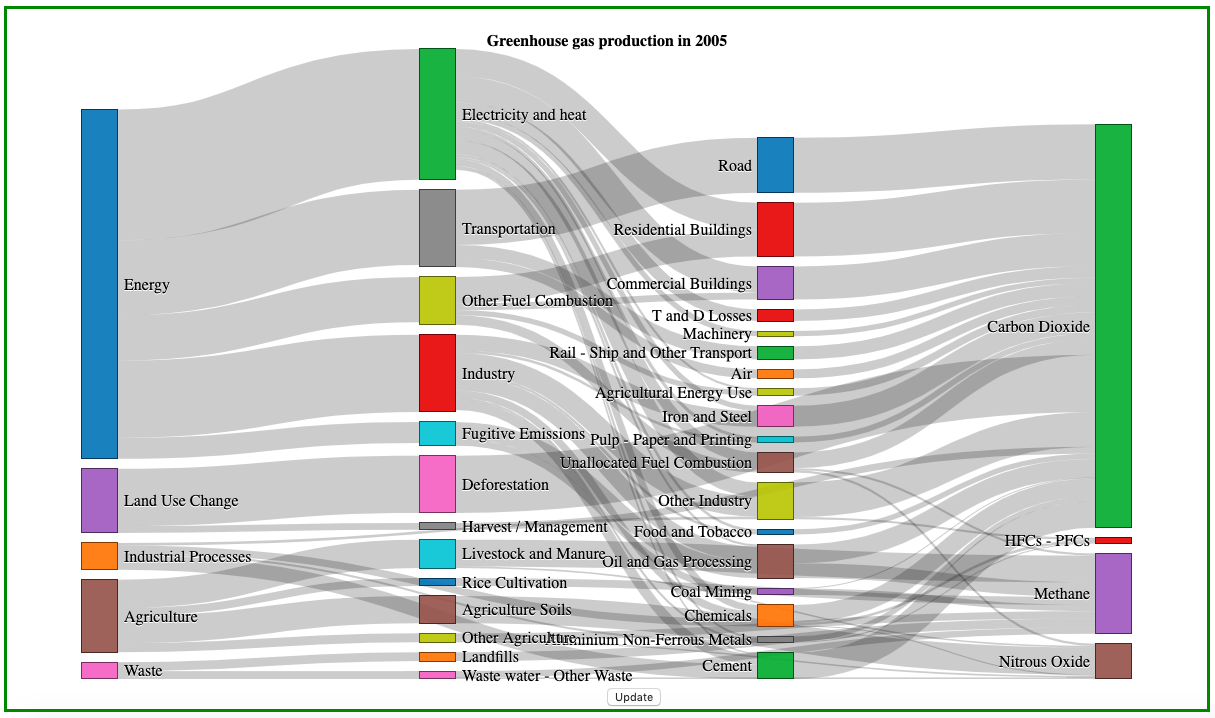 Greenhouse gas production in 2005
Energy
Land Use Change
Industrial Processes
Agriculture
Waste
Electricity and heat
Transportation
Other Fuel Combustion
Industry
Fugitive Emissions
Deforestation
Harvest / Management
Livestock and Manure
Rice Cultivation
Agriculture Soils
Other Agriculture
Landfills
Waste water - Other Waste
Road
Residential Buildings
Commercial Buildings
T and D Losses
Machinery
Rail - Ship and Other Transport
Air
Agricultural Energy Use
Iron and Steel
Pulp - Paper and Printing
Unallocated Fuel Combustion
Other Industry
Food and Tobacco
Oil and Gas Processing
Coal Mining
Chemicals
Aluminium Non-Ferrous Metals
Cement
Carbon Dioxide
HFCs - PFCs
Methane
Nitrous Oxide
Update